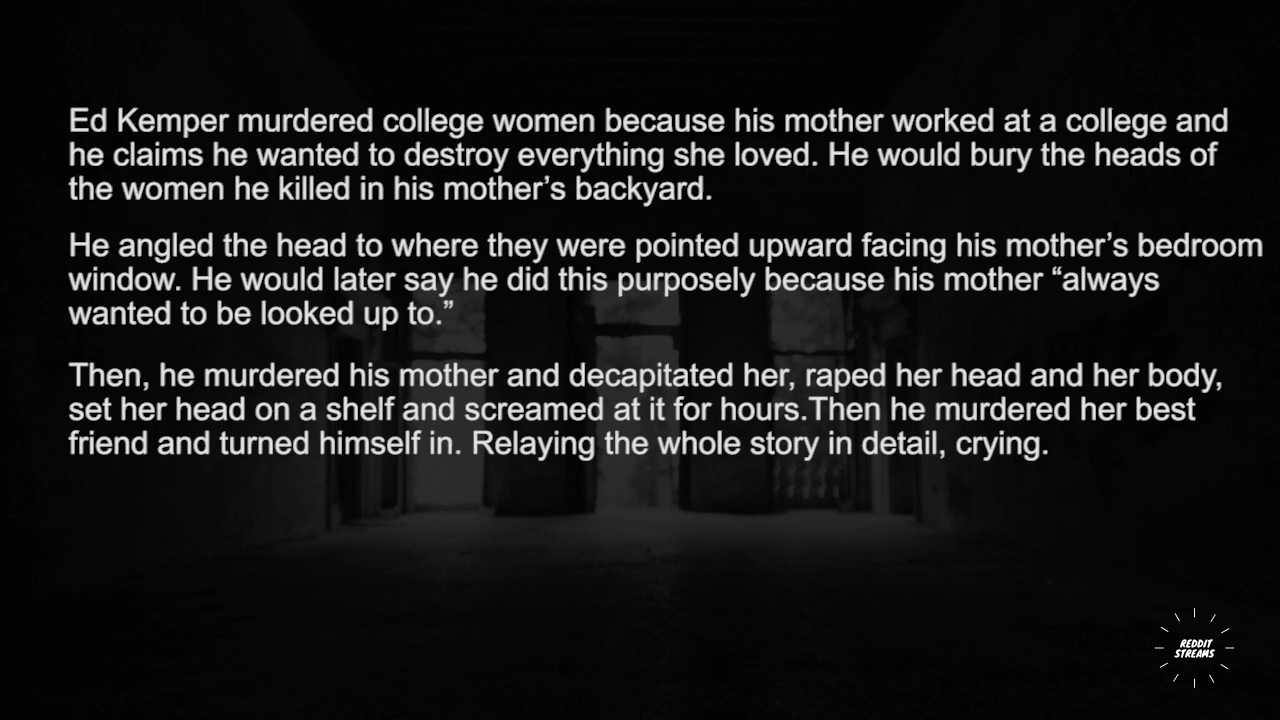 Ed Kemper murdered college women because his mother worked at a college and
he claims he wanted to destroy everything she loved. He would bury the heads of
the women he killed in his mother’s backyard.
He angled the head to where they were pointed upward facing his mother’s bedroom
window. He would later say he did this purposely because his mother “always
wanted to be looked up to.”
Then, he murdered his mother and decapitated her, raped her head and her body,
set her head on a shelf and screamed at it for hours.Then he murdered her best
friend and turned himself in. Relaying the whole story in detail, crying.
REDDIT
STREAMS